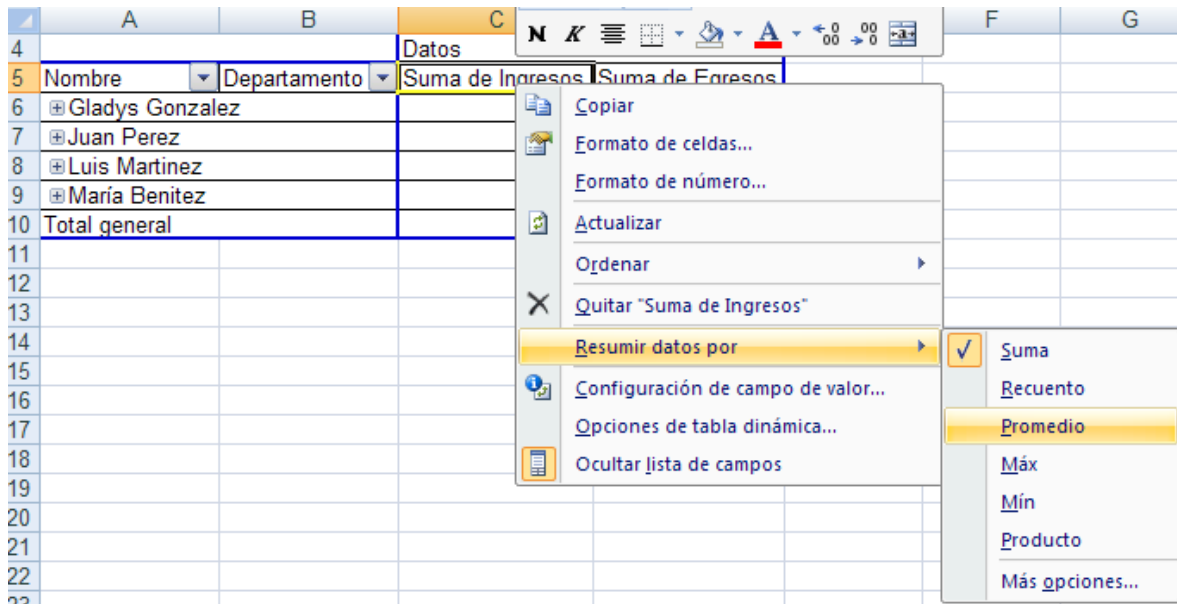 A B C F G
N K A
4 Datos
5 Nombre Departamento Suma de Ingresos Suma de Egresos
6 Gladys Gonzalez
7 Juan Perez
8 Luis Martinez
9 María Benitez
10 Total general
11
12
13
14
15
16
17
18
19
20
21
22
23
Copiar
Formato de celdas...
Formato de número...
Actualizar
Ordenar
Quitar "Suma de Ingresos"
Resumir datos por
Configuración de campo de valor...
Opciones de tabla dinámica...
Ocultar lista de campos
Suma
Recuento
Promedio
Máx
Mín
Producto
Más opciones...